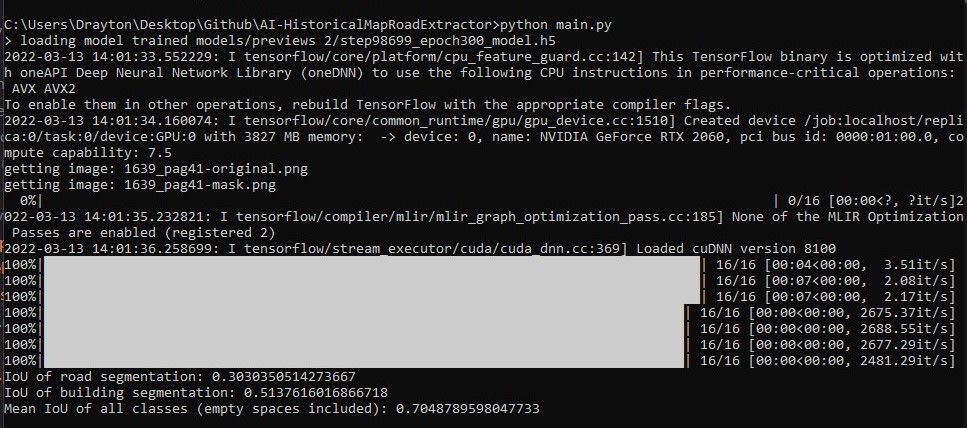 C:\Users\Drayton\Desktop\Github\AI-HistoricalMapRoadExtractor>python main.py
> loading model trained models/previews 2/step98699_epoch300_model.h5
2022-03-13 14:01:33.552229: I tensorflow/core/platform/cpu_feature_guard.cc:142] This TensorFlow binary is optimized wit
h oneAPI Deep Neural Network Library (oneDNN) to use the following CPU instructions in performance-critical operations:
 AVX AVX2
To enable them in other operations, rebuild TensorFlow with the appropriate compiler flags.
2022-03-13 14:01:34.160074: I tensorflow/core/common_runtime/gpu/gpu_device.cc:1510] Created device /job:localhost/repli
ca:0/task:0/device:GPU:0 with 3827 MB memory:  -> device: 0, name: NVIDIA GeForce RTX 2060, pci bus id: 0000:01:00.0, co
mpute capability: 7.5
getting image: 1639_pag41-original.png
getting image: 1639_pag41-mask.png
  0%| | 0/16 [00:00<?, ?it/s]2
022-03-13 14:01:35.232821: I tensorflow/compiler/mlir/mlir_graph_optimization_pass.cc:185] None of the MLIR Optimization
 Passes are enabled (registered 2)
2022-03-13 14:01:36.258699: I tensorflow/stream_executor/cuda/cuda_dnn.cc:369] Loaded cuDNN version 8100
100%| | 16/16 [00:04<00:00,  3.51it/s]
100%| | 16/16 [00:07<00:00,  2.08it/s]
100%| | 16/16 [00:07<00:00,  2.17it/s]
100%| | 16/16 [00:00<00:00, 2675.37it/s]
100%| | 16/16 [00:00<00:00, 2688.55it/s]
100%| | 16/16 [00:00<00:00, 2677.29it/s]
100%| | 16/16 [00:00<00:00, 2481.29it/s]
IoU of road segmentation: 0.3030350514273667
IoU of building segmentation: 0.5137616016866718
Mean IoU of all classes (empty spaces included): 0.7048789598047733